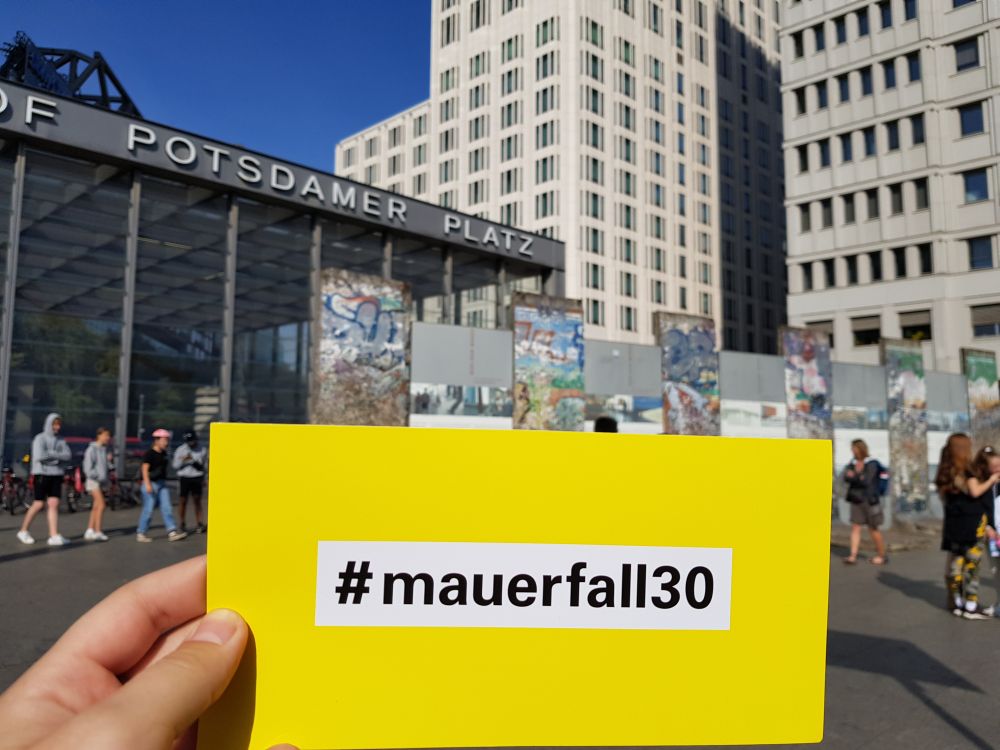 OF POTSDAMER PLATZ
#mauerfall30